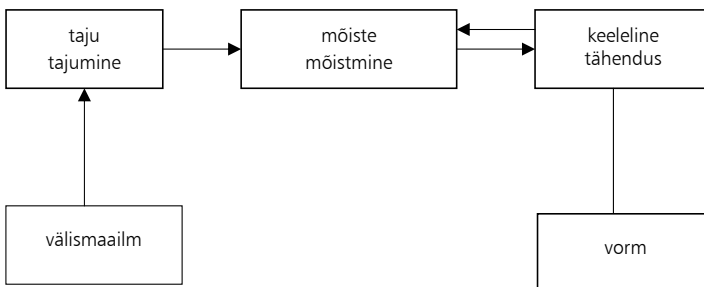 taju
tajumine
mõiste
mõistmine
keeleline
tähendus
välismaailm
vorm